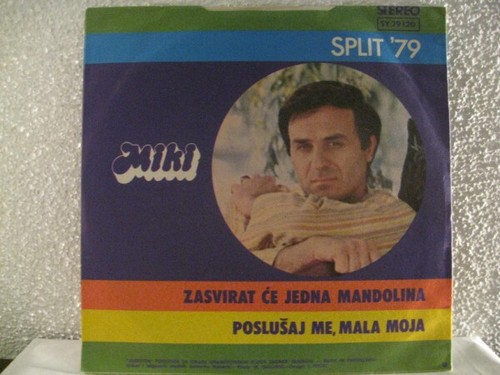 STEREO
SY 29120
SPLIT '79
Miki
ZASVIRAT ĆE JEDNA MANDOLINA
POSLUŠAJ ME, MALA MOJA